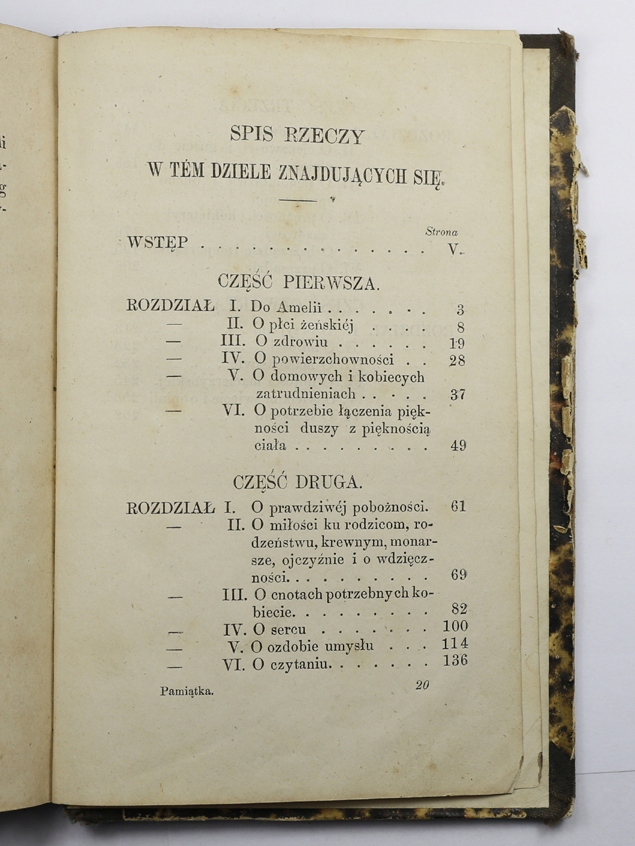 SPIS RZECZY
W TÉM DZIELE ZNAJDUJĄCYCH SIĘ.
Strona
WSTĘP . . . . . . . . . . . . . . V.
CZĘŚĆ PIERWSZA.
ROZDZIAŁ I. Do Amelii . . . . . . . 3
— II. O płci żeńskiéj . . . . 8
— III. O zdrowiu . . . . . . 19
— IV. O powierzchowności . . 28
— V. O domowych i kobiecych
zatrudnieniach . . . . . 37
— VI. O potrzebie łączenia pięk-
ności duszy z pięknością
ciała . . . . . . . . . 49
CZĘŚĆ DRUGA.
ROZDZIAŁ I. O prawdziwéj pobożności. 61
— II. O miłości ku rodzicom, ro-
dzeństwu, krewnym, monar-
sze, ojczyźnie i o wdzięcz-
ności. . . . . . . . . . 69
— III. O cnotach potrzebnych ko-
biecie. . . . . . . . . 82
— IV. O sercu . . . . . . . 100
— V. O ozdobie umysłu . . . 114
— VI. O czytaniu. . . . . . . 136
Pamiątka. 20